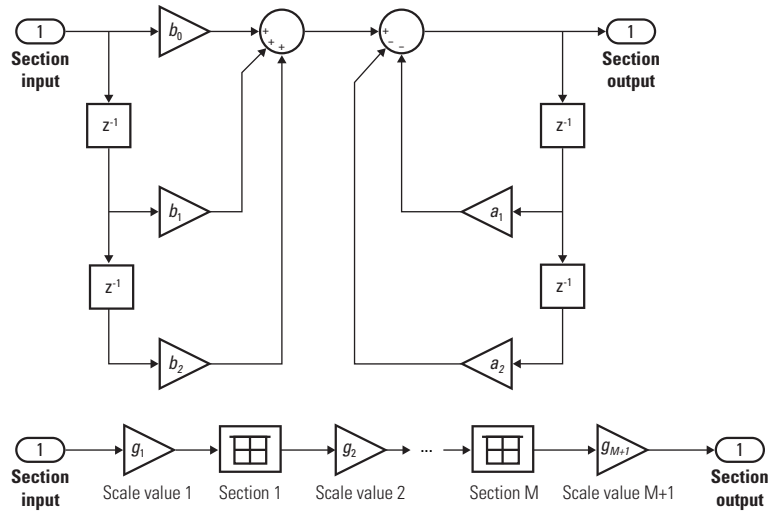 1 b0 + + + + − − 1
Section input
Section output
z-1 z-1
b1 a1
z-1 z-1
b2 a2
1 g1 g2 ... gM+1 1
Section input
Scale value 1 Section 1 Scale value 2 Section M Scale value M+1
Section output